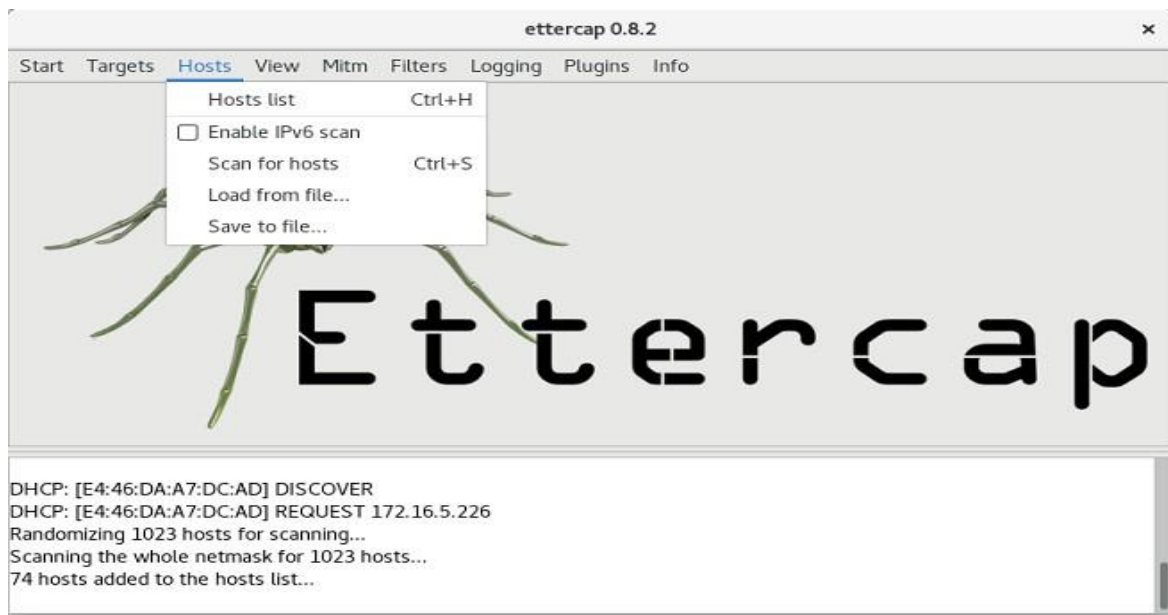 ettercap 0.8.2 ×
Start Targets Hosts View Mitm Filters Logging Plugins Info
Hosts list Ctrl+H
Enable IPv6 scan
Scan for hosts Ctrl+S
Load from file...
Save to file...
Ettercap
DHCP: [E4:46:DA:A7:DC:AD] DISCOVER
DHCP: [E4:46:DA:A7:DC:AD] REQUEST 172.16.5.226
Randomizing 1023 hosts for scanning...
Scanning the whole netmask for 1023 hosts...
74 hosts added to the hosts list...